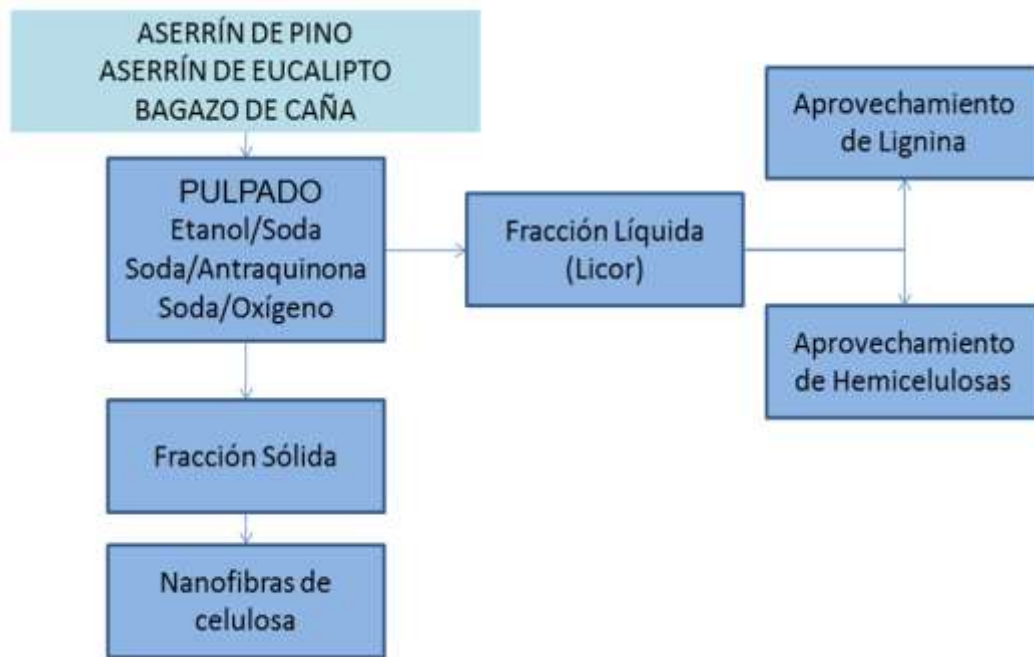 ASERRÍN DE PINO
ASERRÍN DE EUCALIPTO
BAGAZO DE CAÑA
PULPADO
Etanol/Soda
Soda/Antraquinona
Soda/Oxígeno
Fracción Líquida
(Licor)
Aprovechamiento
de Lignina
Aprovechamiento
de Hemicelulosas
Fracción Sólida
Nanofibras de
celulosa